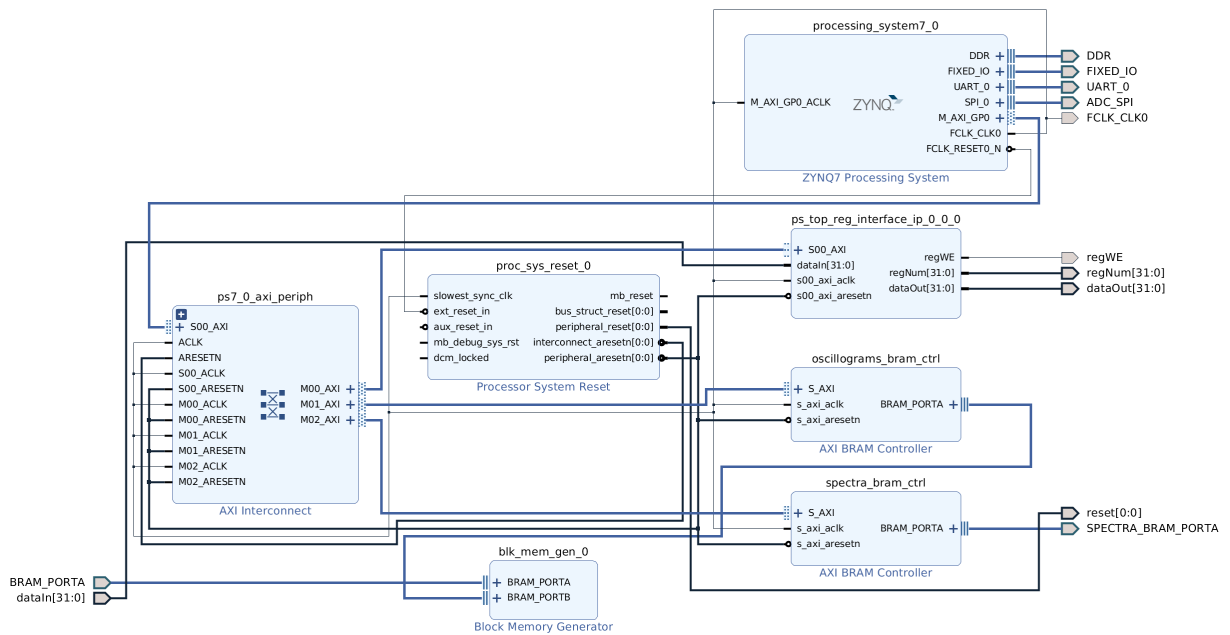 processing_system7_0
M_AXI_GP0_ACLK
ZYNQ
DDR
FIXED_IO
UART_0
SPI_0
M_AXI_GP0
FCLK_CLK0
FCLK_RESET0_N
ZYNQ7 Processing System
DDR
FIXED_IO
UART_0
ADC_SPI
FCLK_CLK0
ps_top_reg_interface_ip_0_0_0
S00_AXI
dataIn[31:0]
s00_axi_aclk
s00_axi_aresetn
regWE
regNum[31:0]
dataOut[31:0]
regWE
regNum[31:0]
dataOut[31:0]
proc_sys_reset_0
slowest_sync_clk
ext_reset_in
aux_reset_in
mb_debug_sys_rst
dcm_locked
mb_reset
bus_struct_reset[0:0]
peripheral_reset[0:0]
interconnect_aresetn[0:0]
peripheral_aresetn[0:0]
Processor System Reset
ps7_0_axi_periph
S00_AXI
ACLK
ARESETN
S00_ACLK
S00_ARESETN
M00_ACLK
M00_ARESETN
M01_ACLK
M01_ARESETN
M02_ACLK
M02_ARESETN
M00_AXI
M01_AXI
M02_AXI
AXI Interconnect
oscillograms_bram_ctrl
S_AXI
s_axi_aclk
s_axi_aresetn
BRAM_PORTA
AXI BRAM Controller
spectra_bram_ctrl
S_AXI
s_axi_aclk
s_axi_aresetn
BRAM_PORTA
AXI BRAM Controller
reset[0:0]
SPECTRA_BRAM_PORTA
BRAM_PORTA
dataIn[31:0]
blk_mem_gen_0
BRAM_PORTA
BRAM_PORTB
Block Memory Generator